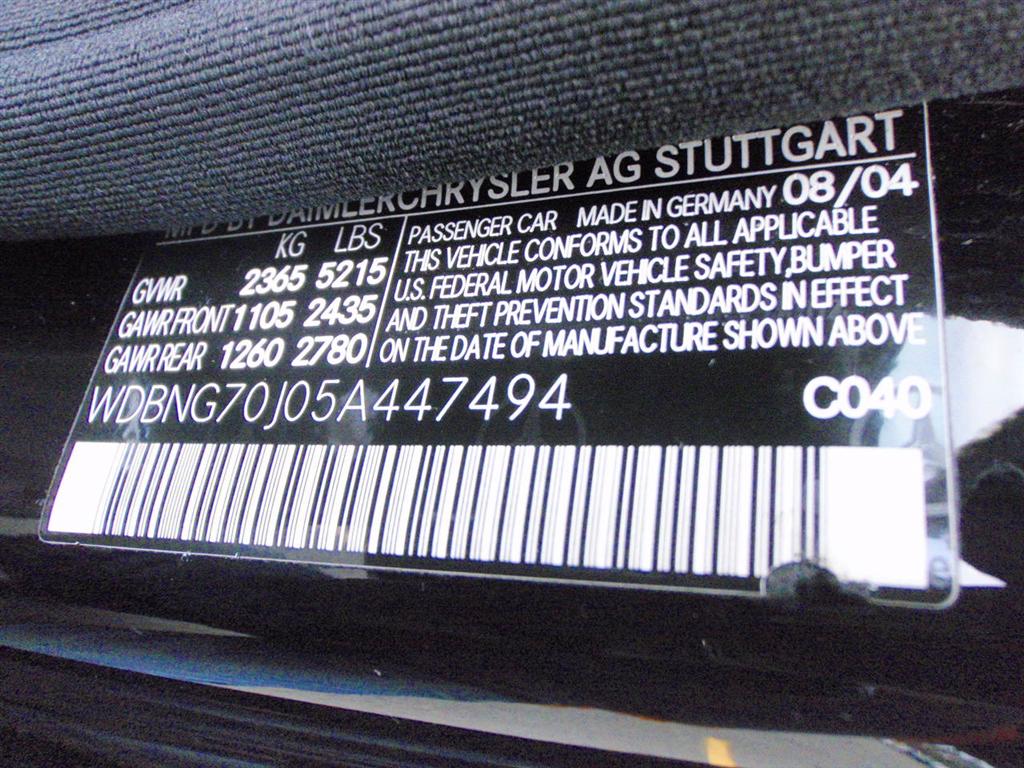 MFD BY DAIMLERCHRYSLER AG STUTTGART
KG LBS
GVWR 2365 5215
GAWR FRONT 1105 2435
GAWR REAR 1260 2780
PASSENGER CAR MADE IN GERMANY 08/04
THIS VEHICLE CONFORMS TO ALL APPLICABLE
U.S. FEDERAL MOTOR VEHICLE SAFETY,BUMPER
AND THEFT PREVENTION STANDARDS IN EFFECT
ON THE DATE OF MANUFACTURE SHOWN ABOVE
WDBNG70J05A447494 C040